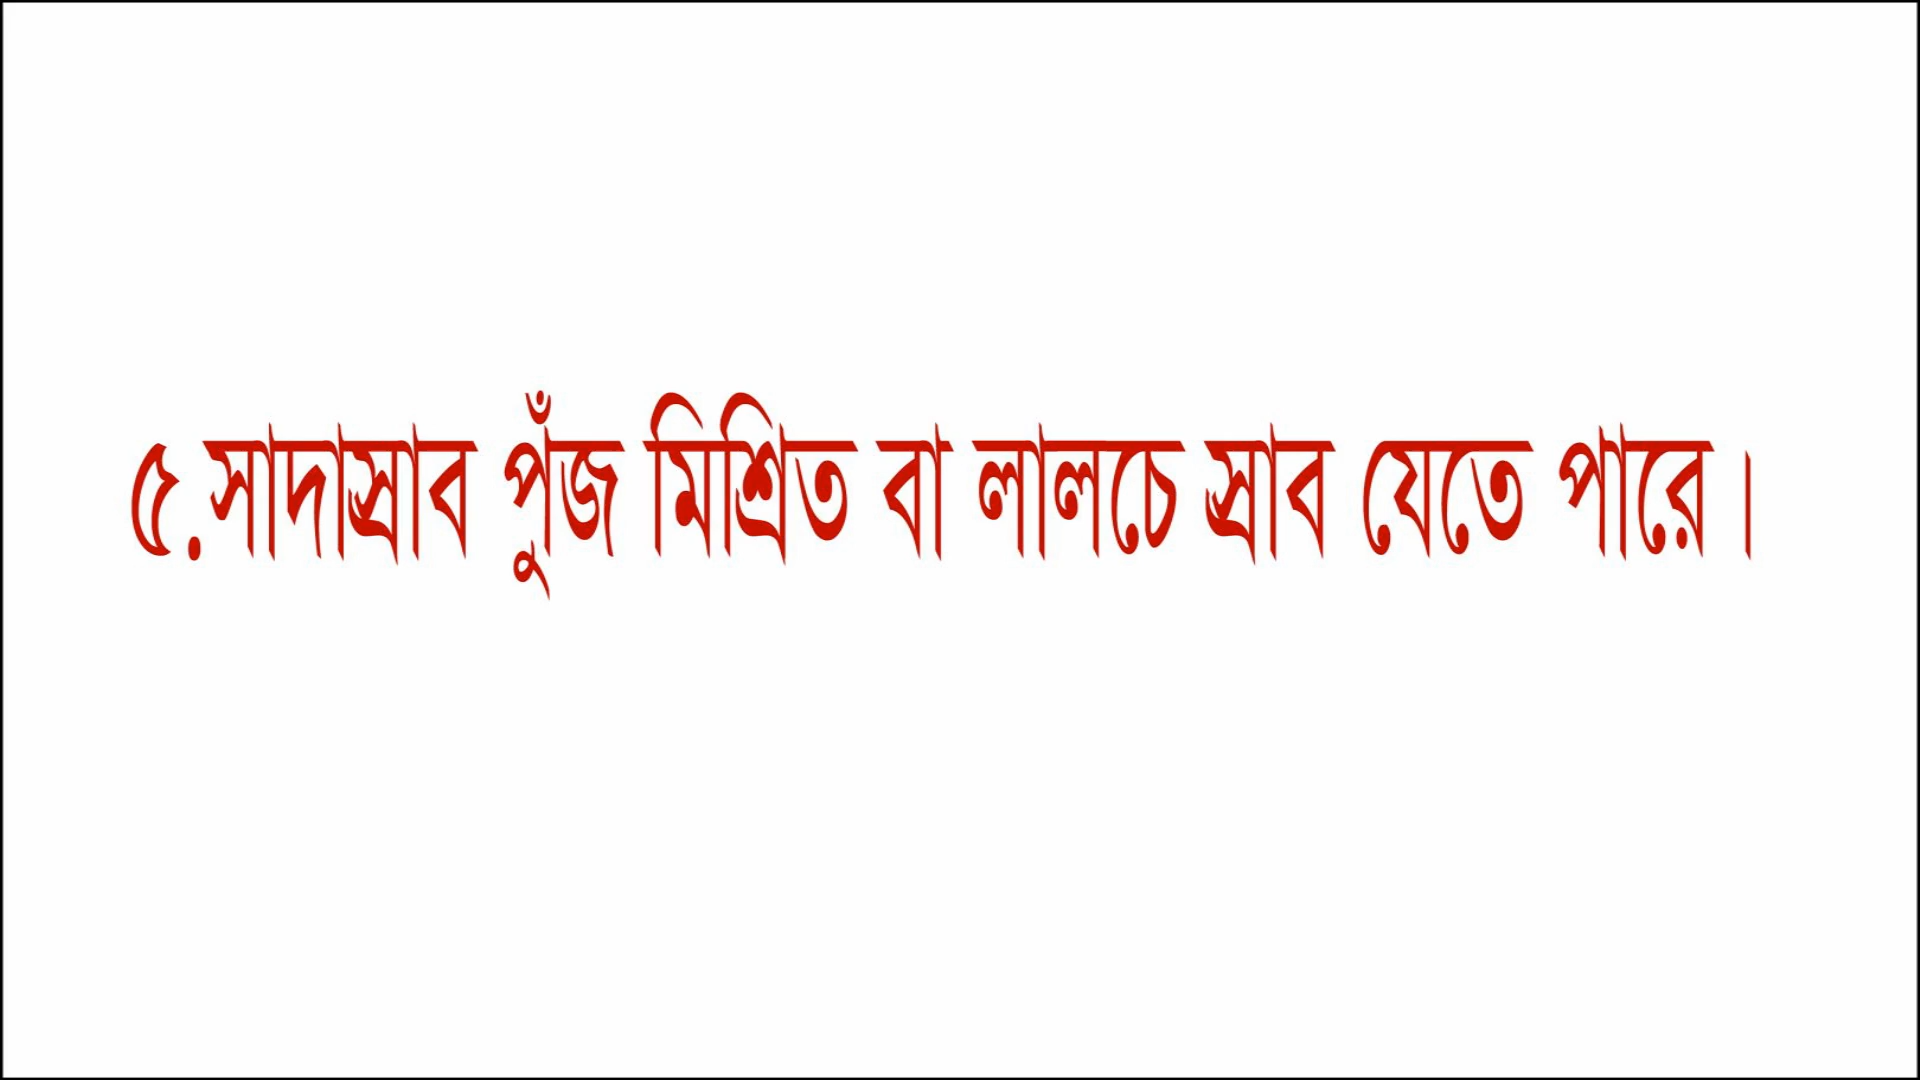 ৫.সাদাস্রাব পুঁজ মিশ্রিত বা লালচে স্রাব যেতে পারে।